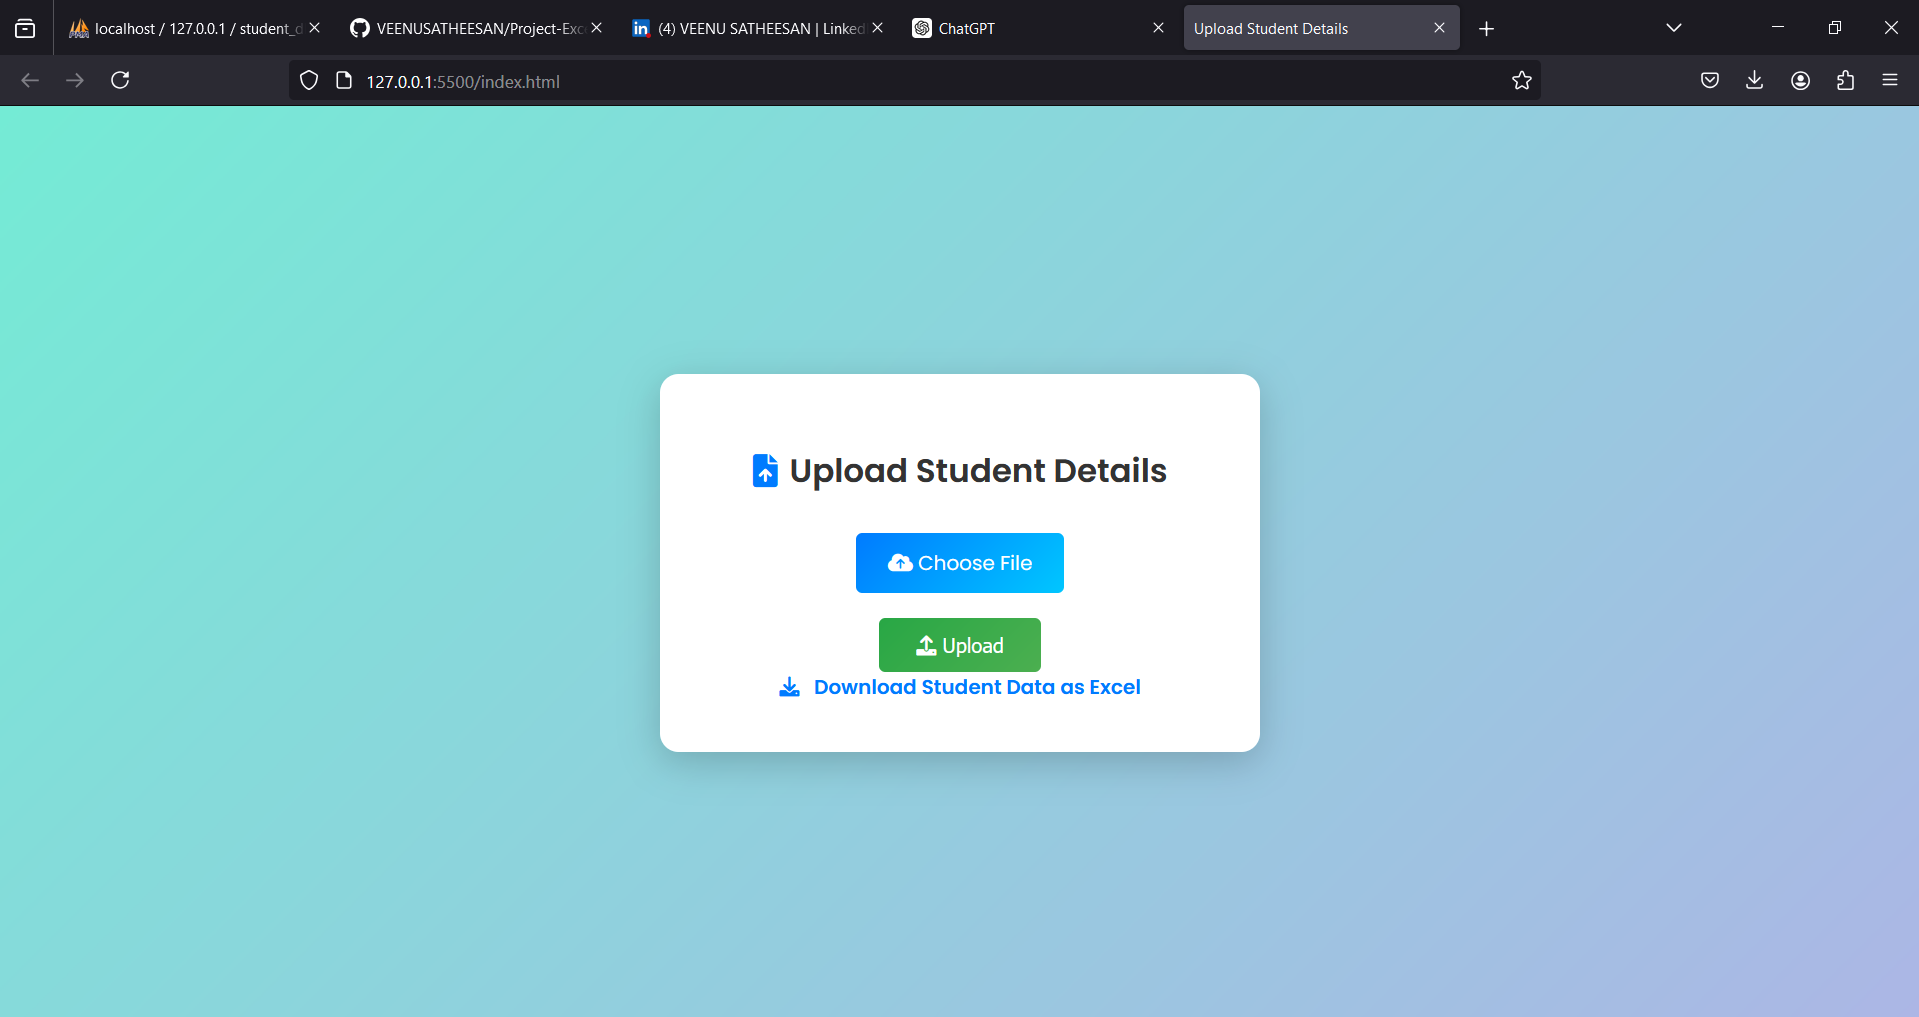 localhost / 127.0.0.1 / student_d
VEENUSATHEESAN/Project-Exc
(4) VEENU SATHEESAN | Linked
ChatGPT
Upload Student Details
127.0.0.1:5500/index.html
Upload Student Details
Choose File
Upload
Download Student Data as Excel